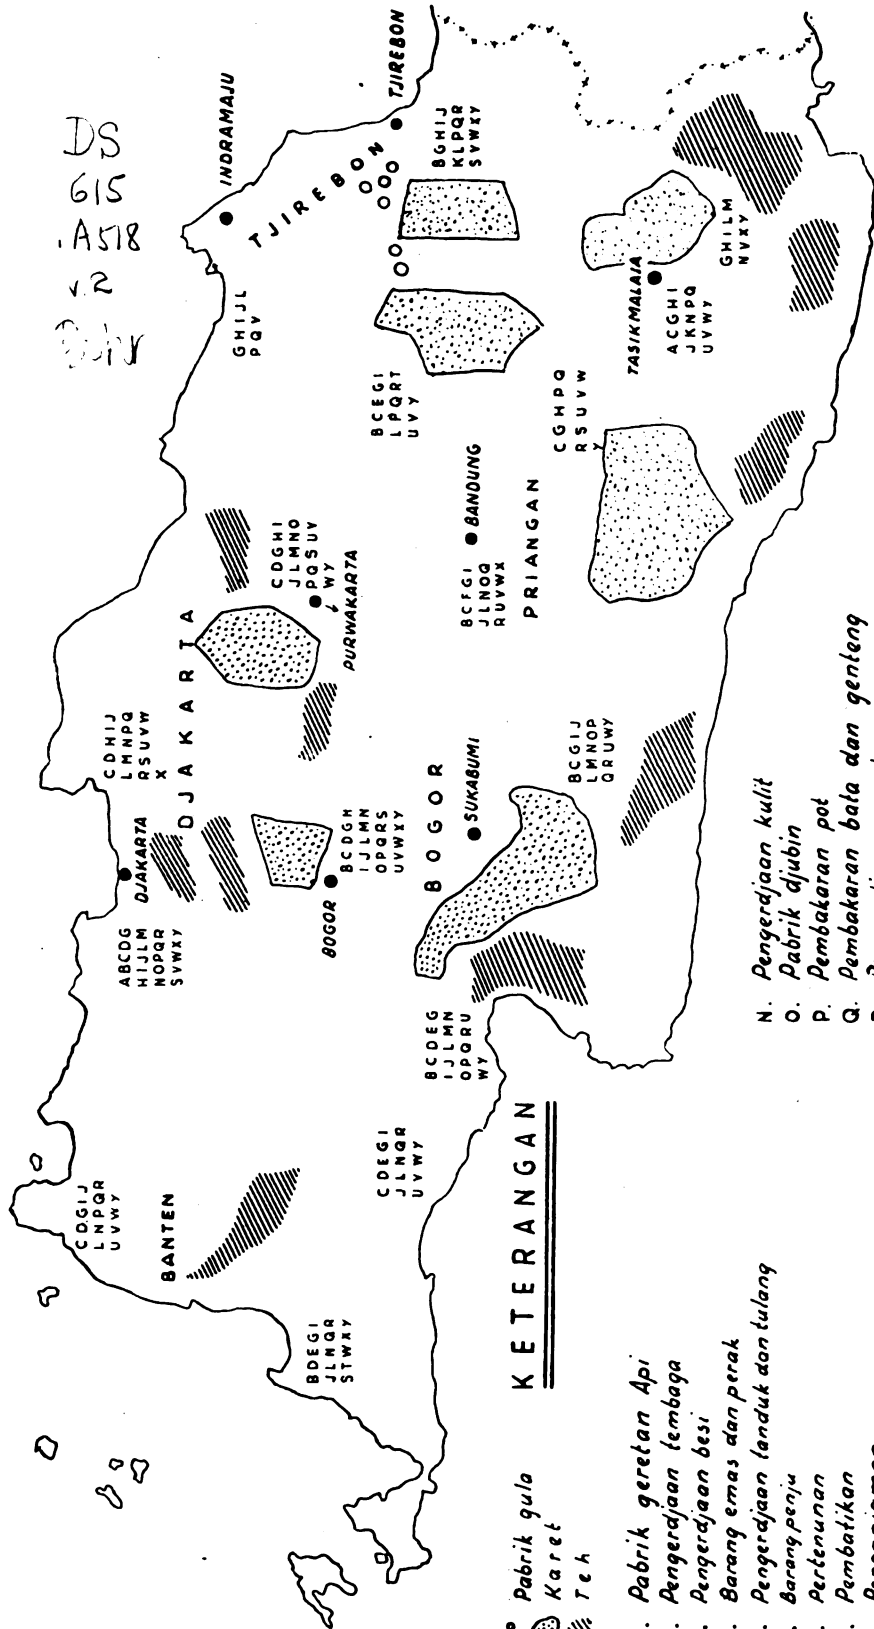 DS
615
.A518
v.2
INDRAMAJU
TJIREBON
TJIREBON
GHIJL
PQV
BGHIJ
KLPQR
SVWXY
BCEGI
LPQRT
UVY
GHILM
NVXY
TASIKMALAIA
ACGHI
JKNPQ
UVWY
CGHPQ
RSUVW
Y
BANDUNG
BCFGI
JLNOQ
RUVWX
PRIANGAN
CDGHI
JLMNO
PQSUV
WY
PURWAKARTA
DJAKARTA
CDHIJ
LMNPQ
RSUVW
X
DJAKARTA
ABCDG
HIJLM
NOPQR
SVWXY
BOGOR
BCDGH
IJLMN
OPQRS
UVWXY
BOGOR
SUKABUMI
BCGIJ
LMNOP
QRUWY
BCDEG
IJLMN
OPQRU
WY
CDEGI
JLNQR
UVWY
CDGIJ
LNPQR
UVWY
BANTEN
BDEGI
JLNQR
STWXY
KETERANGAN
Pabrik gula
Karet
Teh
Pabrik geretan Api
Pengerdjaan tembaga
Pengerdjaan besi
Barang emas dan perak
Pengerdjaan tanduk dan tulang
Barang penju
Pertenunan
Pembatikan
N. Pengerdjaan kulit
O. Pabrik djubin
P. Pembakaran pot
Q. Pembakaran bata dan genteng